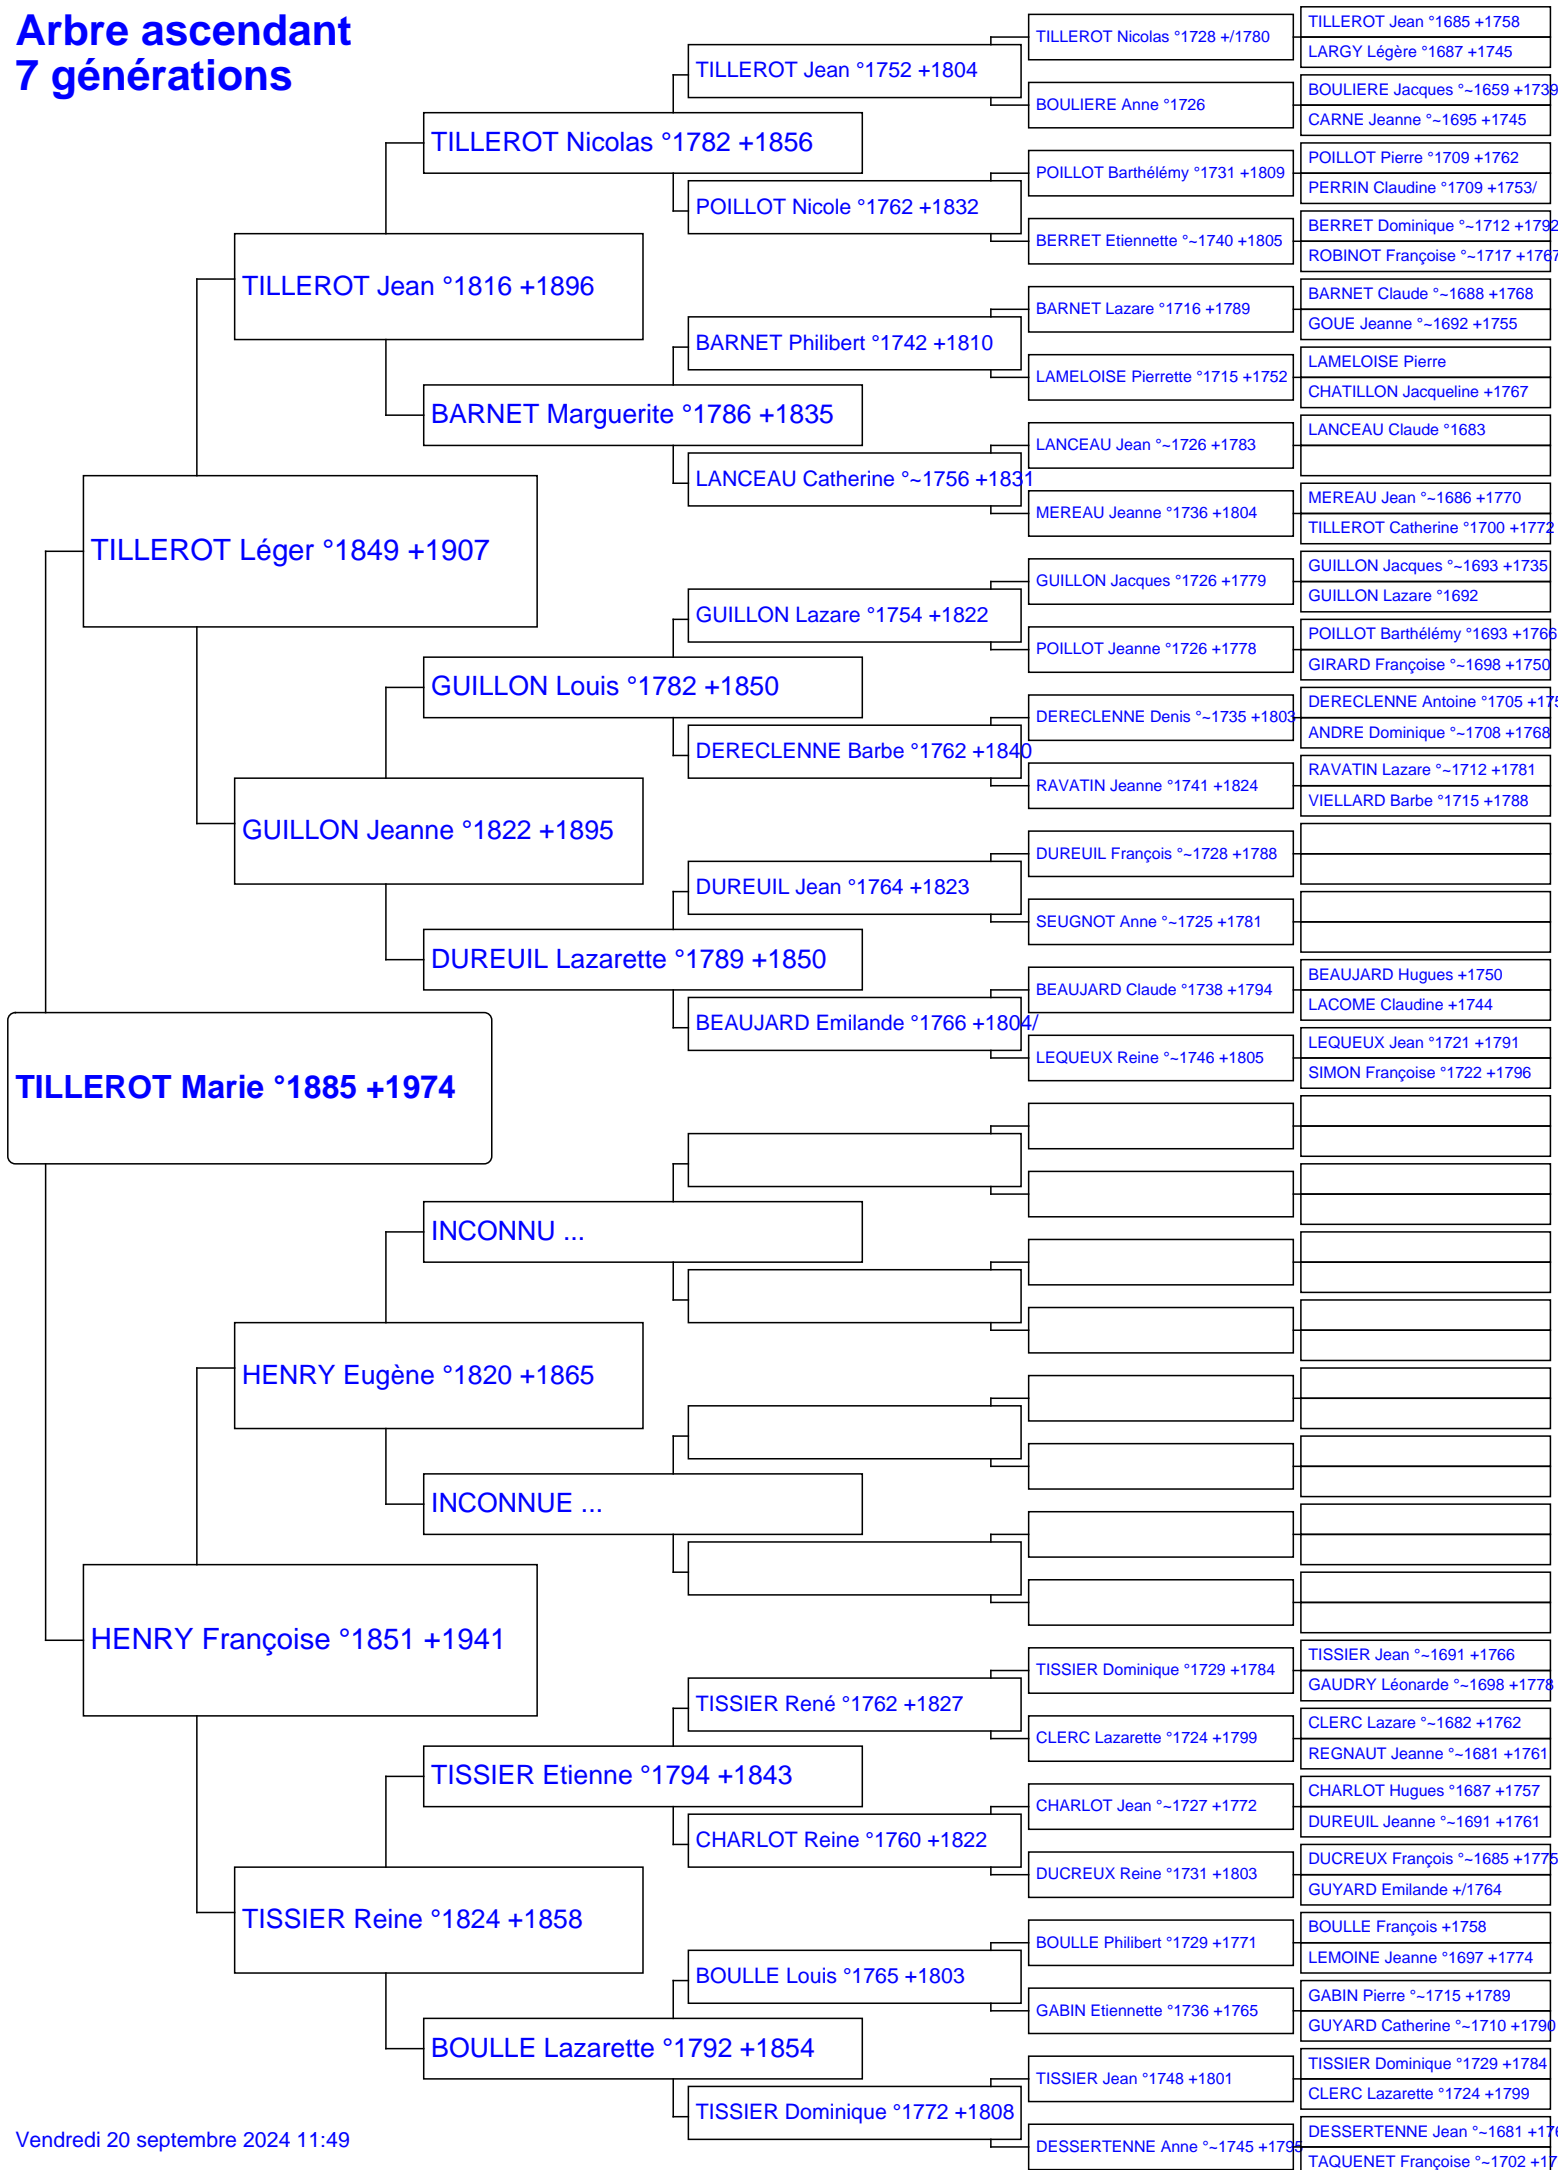 Arbre ascendant
7 générations
TILLEROT Marie °1885 +1974
TILLEROT Léger °1849 +1907
HENRY Françoise °1851 +1941
TILLEROT Jean °1816 +1896
GUILLON Jeanne °1822 +1895
HENRY Eugène °1820 +1865
TISSIER Reine °1824 +1858
TILLEROT Nicolas °1782 +1856
BARNET Marguerite °1786 +1835
GUILLON Louis °1782 +1850
DUREUIL Lazarette °1789 +1850
INCONNU ...
INCONNUE ...
TISSIER Etienne °1794 +1843
BOULLE Lazarette °1792 +1854
TILLEROT Jean °1752 +1804
POILLOT Nicole °1762 +1832
BARNET Philibert °1742 +1810
LANCEAU Catherine °~1756 +1831
GUILLON Lazare °1754 +1822
DERECLENNE Barbe °1762 +1840
DUREUIL Jean °1764 +1823
BEAUJARD Emilande °1766 +1804/
TISSIER René °1762 +1827
CHARLOT Reine °1760 +1822
BOULLE Louis °1765 +1803
TISSIER Dominique °1772 +1808
TILLEROT Nicolas °1728 +/1780
BOULIERE Anne °1726
POILLOT Barthélémy °1731 +1809
BERRET Etiennette °~1740 +1805
BARNET Lazare °1716 +1789
LAMELOISE Pierrette °1715 +1752
LANCEAU Jean °~1726 +1783
MEREAU Jeanne °1736 +1804
GUILLON Jacques °1726 +1779
POILLOT Jeanne °1726 +1778
DERECLENNE Denis °~1735 +1803
RAVATIN Jeanne °1741 +1824
DUREUIL François °~1728 +1788
SEUGNOT Anne °~1725 +1781
BEAUJARD Claude °1738 +1794
LEQUEUX Reine °~1746 +1805
TISSIER Dominique °1729 +1784
CLERC Lazarette °1724 +1799
CHARLOT Jean °~1727 +1772
DUCREUX Reine °1731 +1803
BOULLE Philibert °1729 +1771
GABIN Etiennette °1736 +1765
TISSIER Jean °1748 +1801
DESSERTENNE Anne °~1745 +1795
TILLEROT Jean °1685 +1758
LARGY Légère °1687 +1745
BOULIERE Jacques °~1659 +1739
CARNE Jeanne °~1695 +1745
POILLOT Pierre °1709 +1762
PERRIN Claudine °1709 +1753/
BERRET Dominique °~1712 +1792
ROBINOT Françoise °~1717 +1767
BARNET Claude °~1688 +1768
GOUE Jeanne °~1692 +1755
LAMELOISE Pierre
CHATILLON Jacqueline +1767
LANCEAU Claude °1683
MEREAU Jean °~1686 +1770
TILLEROT Catherine °1700 +1772
GUILLON Jacques °~1693 +1735
GUILLON Lazare °1692
POILLOT Barthélémy °1693 +1766
GIRARD Françoise °~1698 +1750
DERECLENNE Antoine °1705
ANDRE Dominique °~1708 +1768
RAVATIN Lazare °~1712 +1781
VIELLARD Barbe °1715 +1788
BEAUJARD Hugues +1750
LACOME Claudine +1744
LEQUEUX Jean °1721 +1791
SIMON Françoise °1722 +1796
TISSIER Jean °~1691 +1766
GAUDRY Léonarde °~1698 +1778
CLERC Lazare °~1682 +1762
REGNAUT Jeanne °~1681 +1761
CHARLOT Hugues °1687 +1757
DUREUIL Jeanne °~1691 +1761
DUCREUX François °~1685 +1775
GUYARD Emilande +/1764
BOULLE François +1758
LEMOINE Jeanne °1697 +1774
GABIN Pierre °~1715 +1789
GUYARD Catherine °~1710 +1790
TISSIER Dominique °1729 +1784
CLERC Lazarette °1724 +1799
DESSERTENNE Jean °~1681
TAQUENET Françoise °~1702
Vendredi 20 septembre 2024 11:49